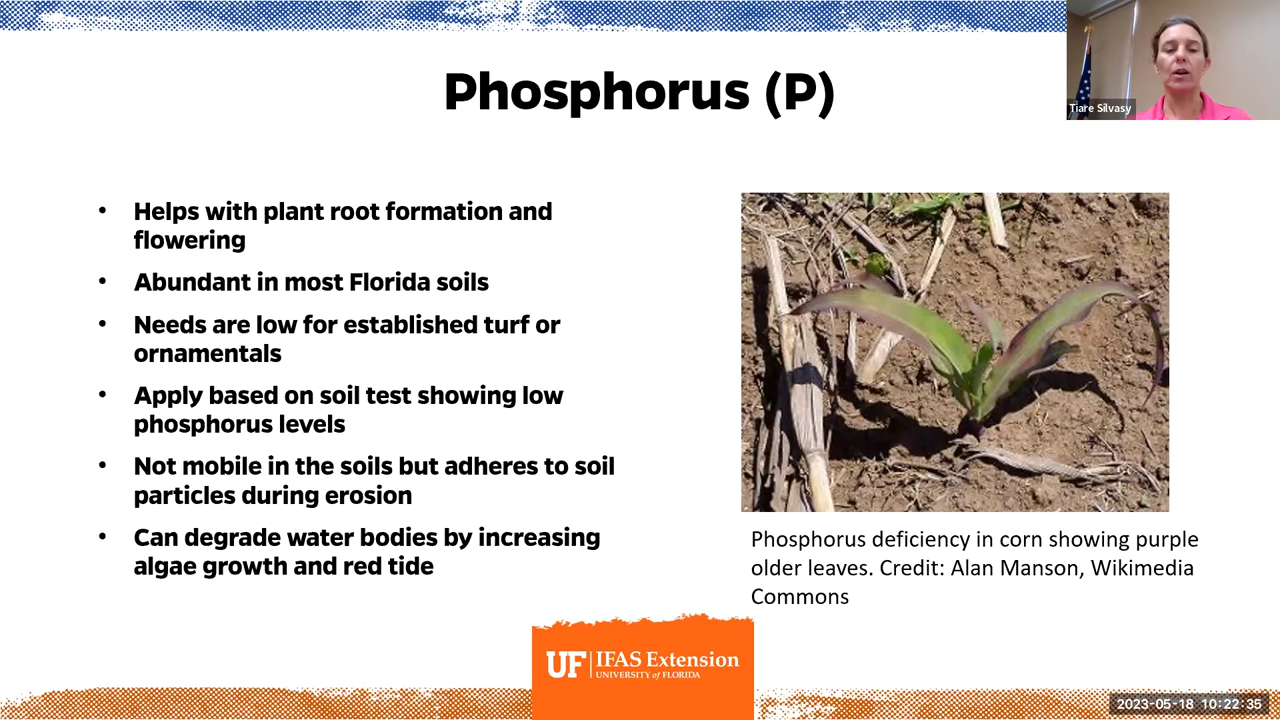 Phosphorus (P)
Tiare Silvasy
• Helps with plant root formation and
flowering
• Abundant in most Florida soils
• Needs are low for established turf or
ornamentals
• Apply based on soil test showing low
phosphorus levels
• Not mobile in the soils but adheres to soil
particles during erosion
• Can degrade water bodies by increasing
algae growth and red tide
Phosphorus deficiency in corn showing purple
older leaves. Credit: Alan Manson, Wikimedia
Commons
UF IFAS Extension
UNIVERSITY of FLORIDA
2023-05-18 10:22:35